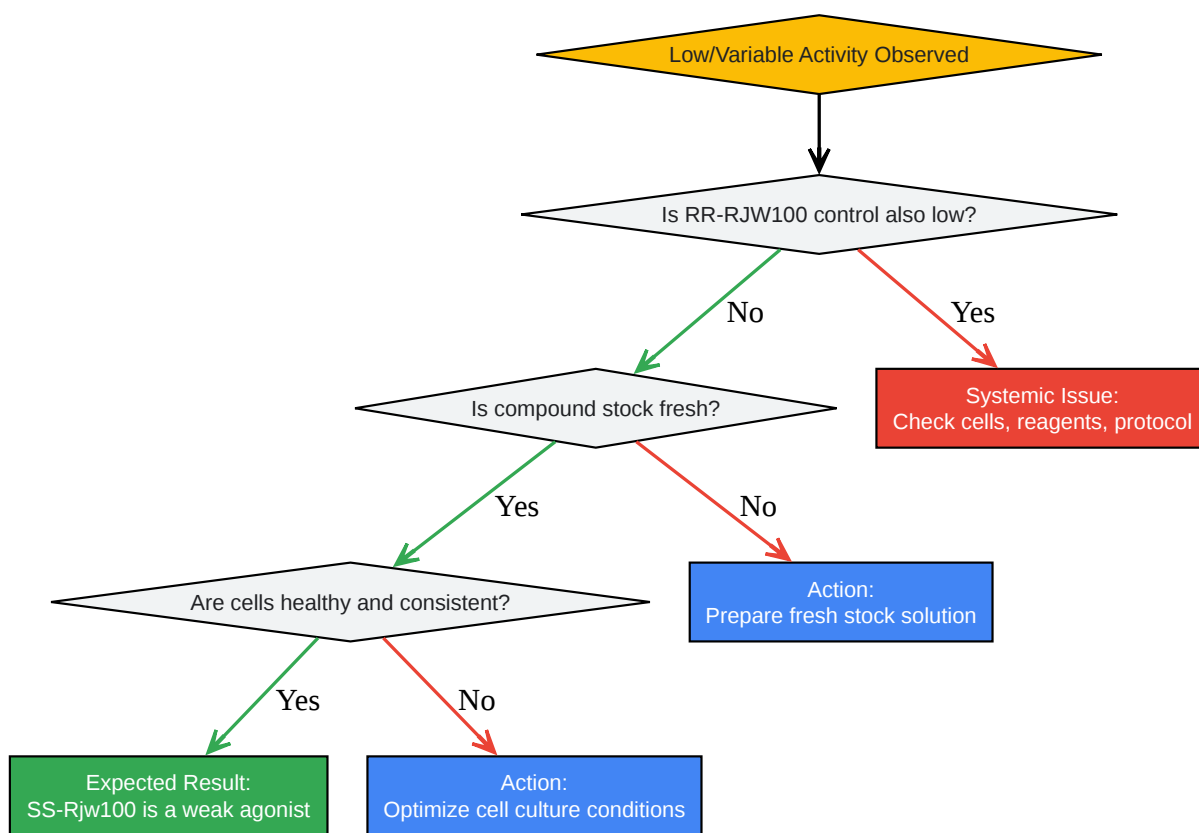 Low/Variable Activity Observed
Is RR-RJW100 control also low?
No
Yes
Is compound stock fresh?
Systemic Issue:
Check cells, reagents, protocol
Yes
No
Are cells healthy and consistent?
Action:
Prepare fresh stock solution
Yes
No
Expected Result:
SS-Rjw100 is a weak agonist
Action:
Optimize cell culture conditions